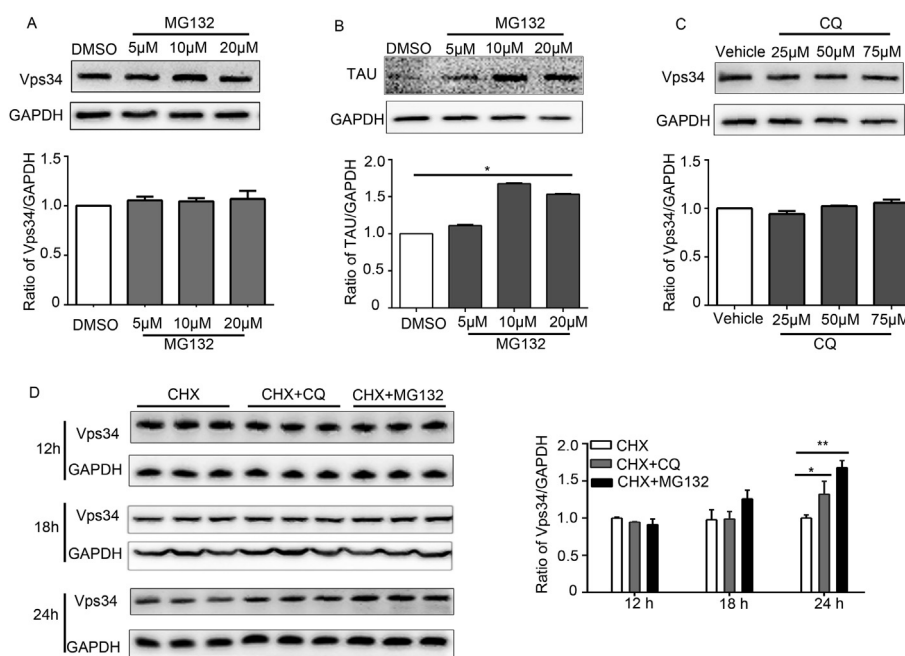 A
MG132
DMSO 5μM 10μM 20μM
Vps34
GAPDH
Ratio of Vps34/GAPDH
1.5
1.0
0.5
0.0
DMSO 5μM 10μM 20μM
MG132
B
MG132
DMSO 5μM 10μM 20μM
TAU
GAPDH
Ratio of TAU/GAPDH
2.0
1.5
1.0
0.5
0.0
*
DMSO 5μM 10μM 20μM
MG132
C
CQ
Vehicle 25μM 50μM 75μM
Vps34
GAPDH
Ratio of Vps34/GAPDH
1.5
1.0
0.5
0.0
Vehicle 25μM 50μM 75μM
CQ
D
CHX CHX+CQ CHX+MG132
12h
Vps34
GAPDH
18h
Vps34
GAPDH
24h
Vps34
GAPDH
Ratio of Vps34/GAPDH
2.0
1.5
1.0
0.5
0
CHX
CHX+CQ
CHX+MG132
**
*
12 h 18 h 24 h